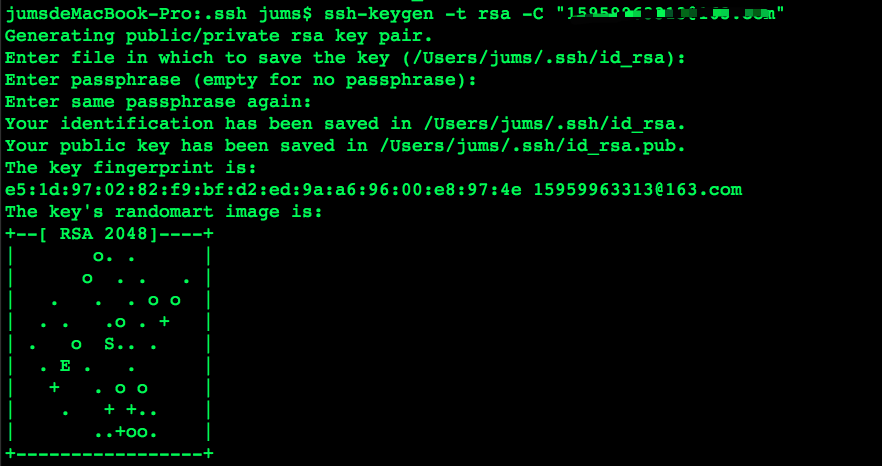 jumsdeMacBook-Pro:.ssh jums$ ssh-keygen -t rsa -C
Generating public/private rsa key pair.
Enter file in which to save the key (/Users/jums/.ssh/id_rsa):
Enter passphrase (empty for no passphrase):
Enter same passphrase again:
Your identification has been saved in /Users/jums/.ssh/id_rsa.
Your public key has been saved in /Users/jums/.ssh/id_rsa.pub.
The key fingerprint is:
e5:1d:97:02:82:f9:bf:d2:ed:9a:a6:96:00:e8:97:4e 15959963313@163.com
The key's randomart image is:
+--[ RSA 2048]----+
|       o. .      |
|      o  . .   . |
|   .   .  . o o  |
|  . .   .o . +   |
| .   o  S.. .    |
|  . E .   .      |
|   +   . o o     |
|    .   + +..    |
|       ..+oo.    |
+-----------------+